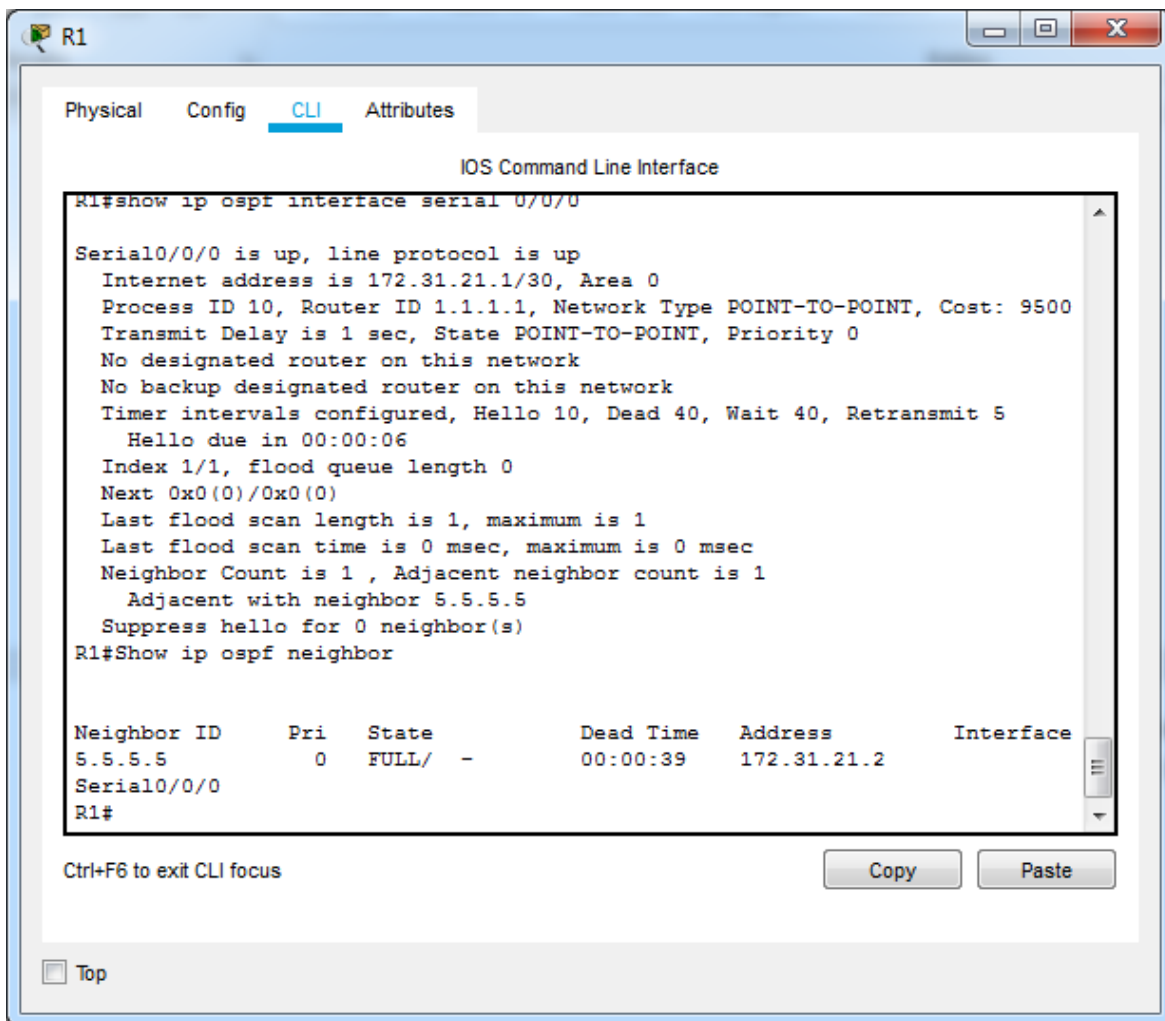 R1
Physical Config CLI Attributes
IOS Command Line Interface
R1#show ip ospf interface serial 0/0/0
Serial0/0/0 is up, line protocol is up
Internet address is 172.31.21.1/30, Area 0
Process ID 10, Router ID 1.1.1.1, Network Type POINT-TO-POINT, Cost: 9500
Transmit Delay is 1 sec, State POINT-TO-POINT, Priority 0
No designated router on this network
No backup designated router on this network
Timer intervals configured, Hello 10, Dead 40, Wait 40, Retransmit 5
Hello due in 00:00:06
Index 1/1, flood queue length 0
Next 0x0(0)/0x0(0)
Last flood scan length is 1, maximum is 1
Last flood scan time is 0 msec, maximum is 0 msec
Neighbor Count is 1 , Adjacent neighbor count is 1
Adjacent with neighbor 5.5.5.5
Suppress hello for 0 neighbor(s)
R1#Show ip ospf neighbor
Neighbor ID Pri State Dead Time Address Interface
5.5.5.5 0 FULL/ - 00:00:39 172.31.21.2
Serial0/0/0
R1#
Ctrl+F6 to exit CLI focus Copy Paste
Top